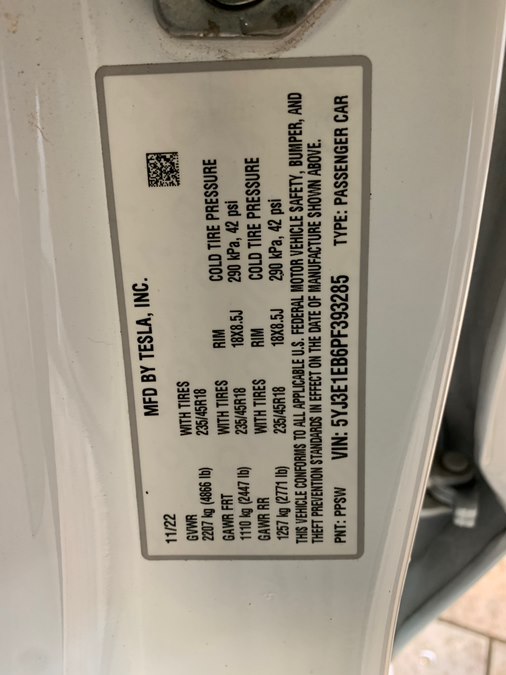 MFD BY TESLA, INC.
11/22
GVWR WITH TIRES RIM COLD TIRE PRESSURE
2207 kg (4866 lb) 235/45R18 18X8.5J 290 kPa, 42 psi
GAWR FRT WITH TIRES RIM COLD TIRE PRESSURE
1110 kg (2447 lb) 235/45R18 18X8.5J 290 kPa, 42 psi
GAWR RR WITH TIRES
1257 kg (2771 lb) 235/45R18
THIS VEHICLE CONFORMS TO ALL APPLICABLE U.S. FEDERAL MOTOR VEHICLE SAFETY, BUMPER, AND
THEFT PREVENTION STANDARDS IN EFFECT ON THE DATE OF MANUFACTURE SHOWN ABOVE.
PNT: PPSW VIN: 5YJ3E1EB6PF393285 TYPE: PASSENGER CAR